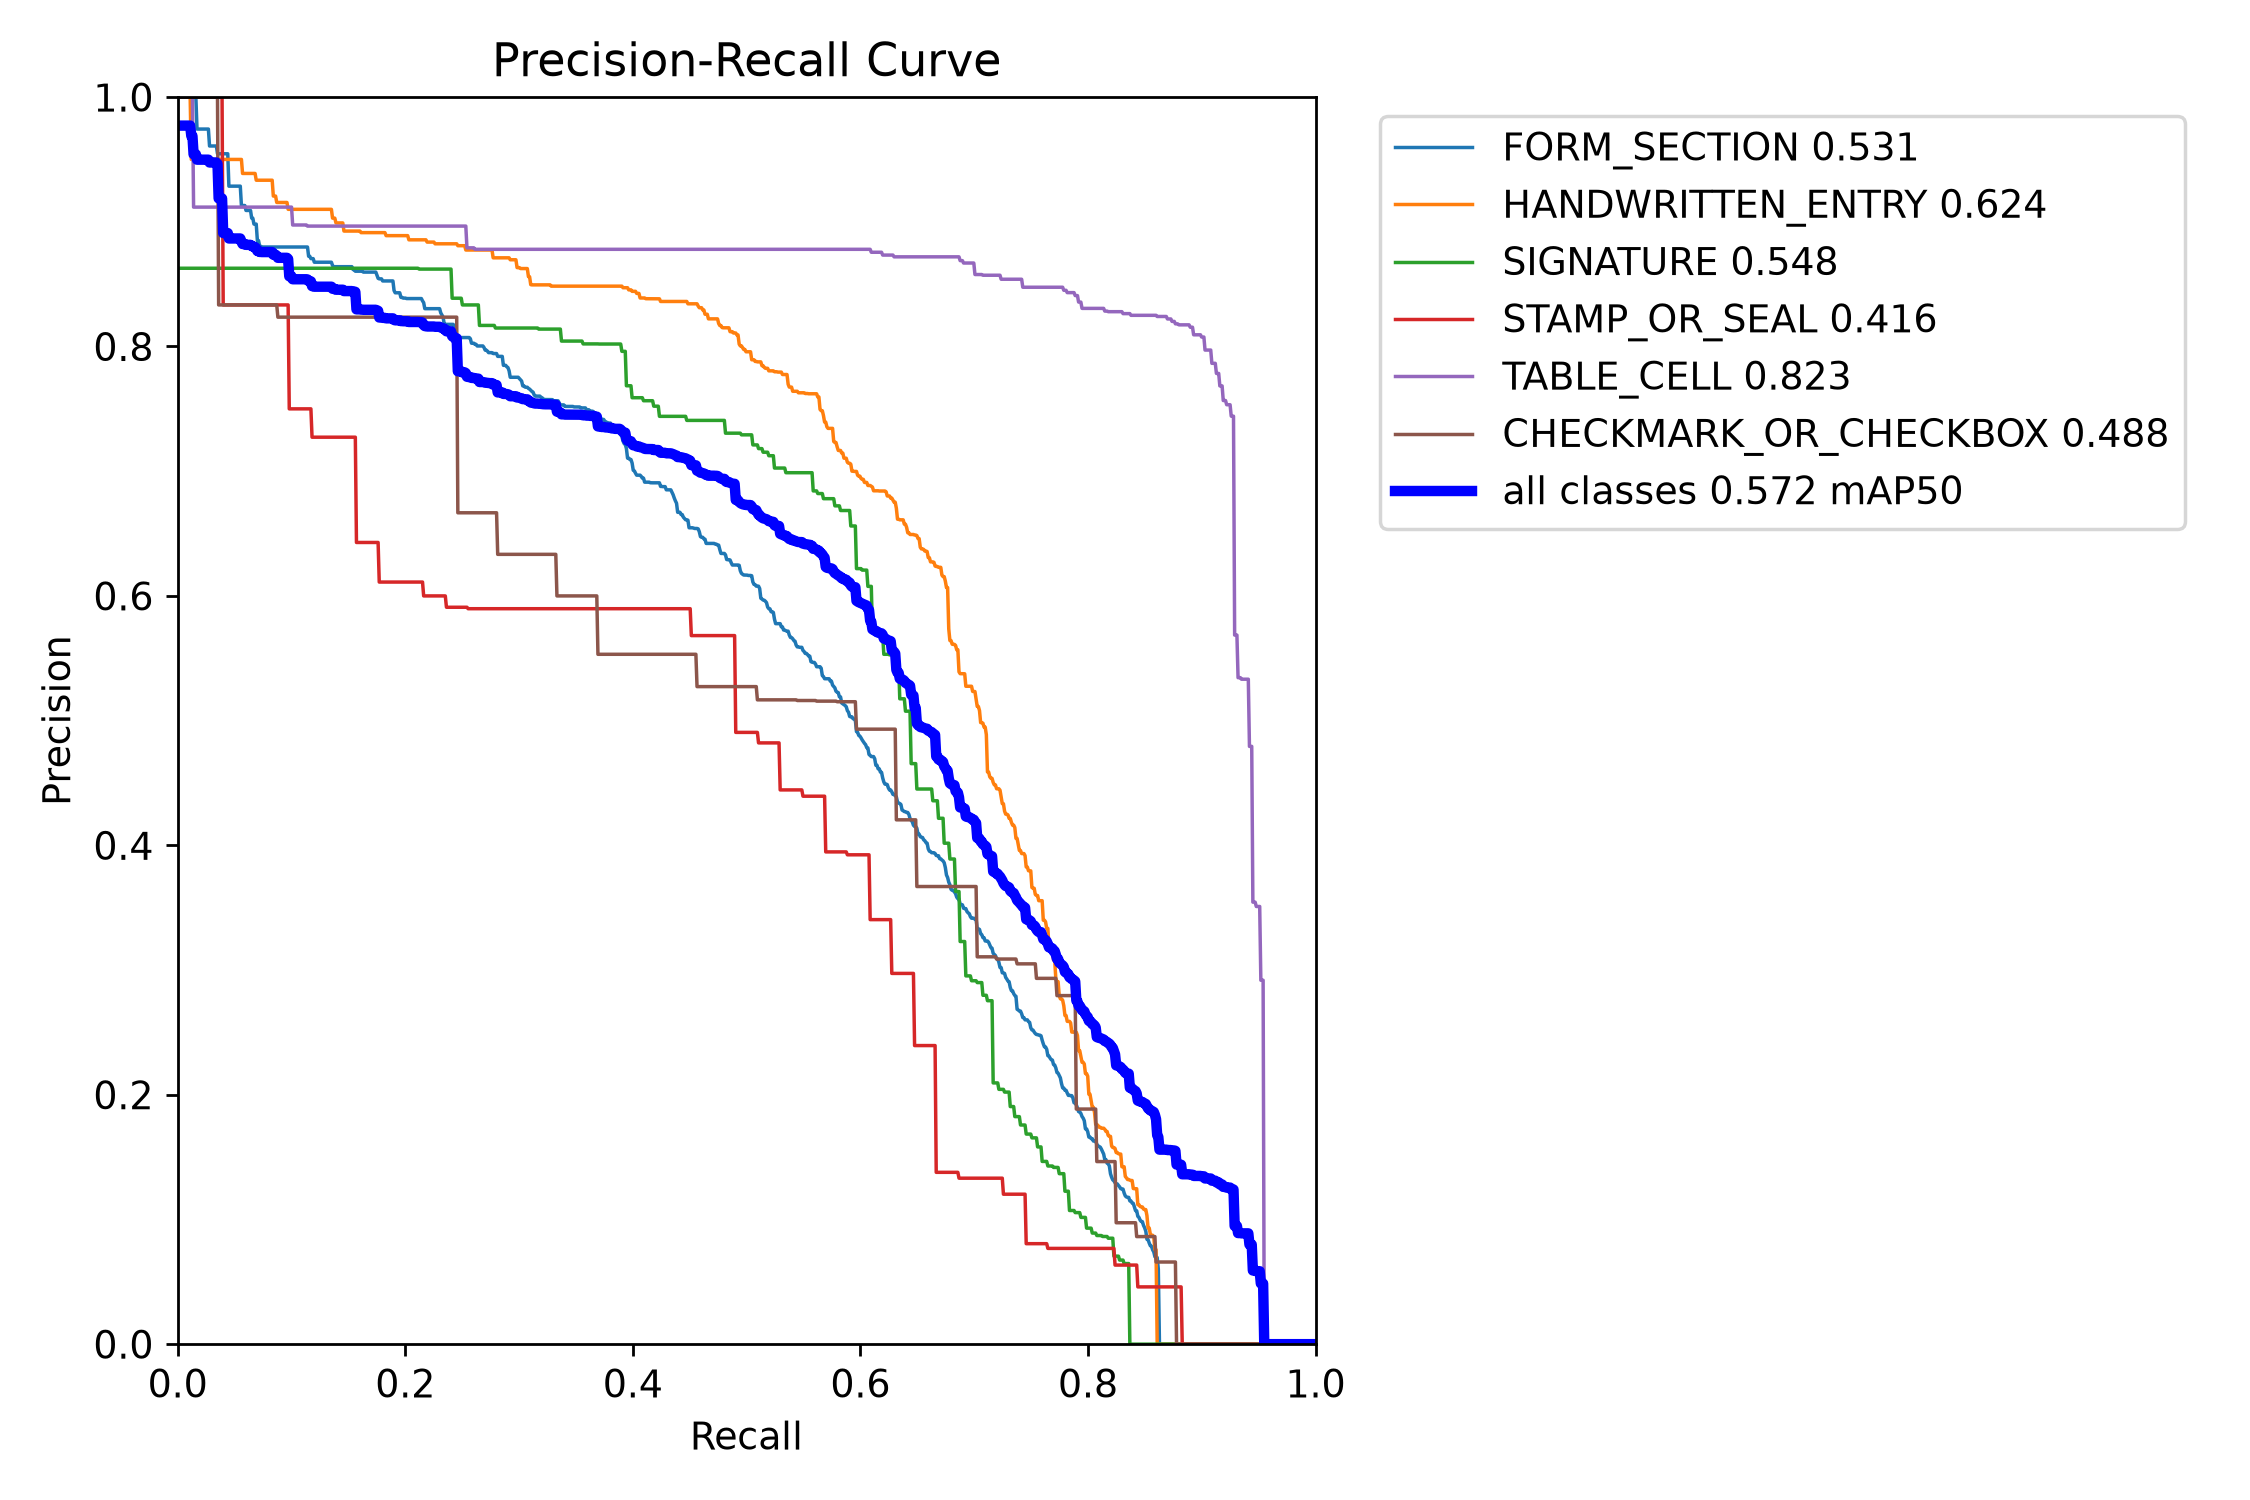 Precision-Recall Curve
1.0
0.8
0.6
0.4
0.2
0.0
Precision
0.0 0.2 0.4 0.6 0.8 1.0
Recall
FORM_SECTION 0.531
HANDWRITTEN_ENTRY 0.624
SIGNATURE 0.548
STAMP_OR_SEAL 0.416
TABLE_CELL 0.823
CHECKMARK_OR_CHECKBOX 0.488
all classes 0.572 mAP50